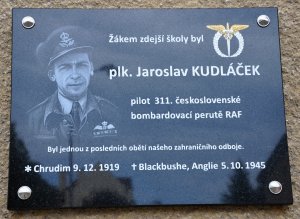 Žákem zdejší školy byl
plk. Jaroslav KUDLÁČEK
pilot 311. československé
bombardovací perutě RAF
Byl jednou z posledních obětí našeho zahraničního odboje.
* Chrudim 9. 12. 1919 † Blackbushe, Anglie 5. 10. 1945